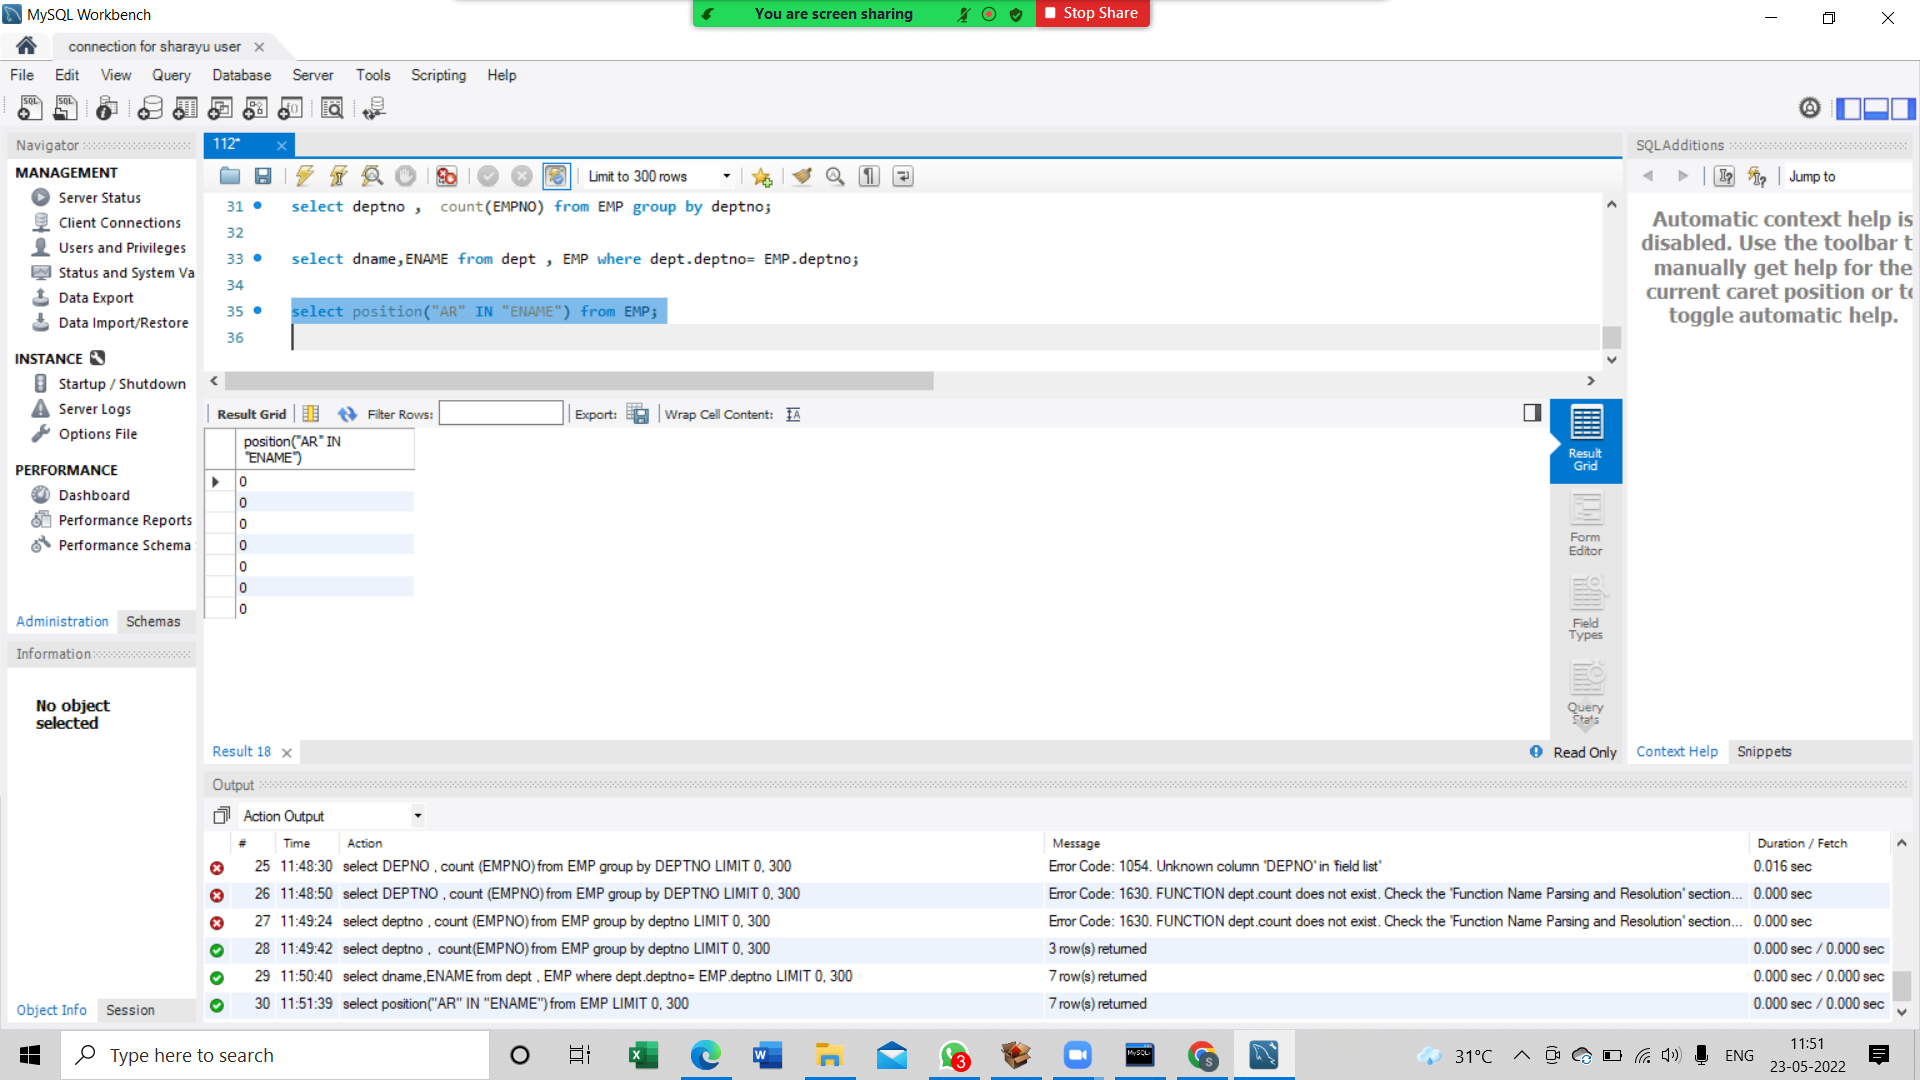 MySQL Workbench
You are screen sharing
Stop Share
connection for sharayu user
File Edit View Query Database Server Tools Scripting Help
Navigator
MANAGEMENT
Server Status
Client Connections
Users and Privileges
Status and System Va
Data Export
Data Import/Restore
INSTANCE
Startup / Shutdown
Server Logs
Options File
PERFORMANCE
Dashboard
Performance Reports
Performance Schema
Administration Schemas
Information
No object
selected
Object Info Session
112*
Limit to 300 rows
31 select deptno , count(EMPNO) from EMP group by deptno;
32
33 select dname,ENAME from dept , EMP where dept.deptno= EMP.deptno;
34
35 select position("AR" IN "ENAME") from EMP;
36
Result Grid Filter Rows: Export: Wrap Cell Content:
position("AR" IN
"ENAME")
0
0
0
0
0
0
0
Result
Grid
Form
Editor
Field
Types
Query
Stats
Result 18
Read Only
SQLAdditions
Jump to
Automatic context help is
disabled. Use the toolbar t
manually get help for the
current caret position or to
toggle automatic help.
Context Help Snippets
Output
Action Output
# Time Action Message Duration / Fetch
25 11:48:30 select DEPNO , count (EMPNO) from EMP group by DEPTNO LIMIT 0, 300 Error Code: 1054. Unknown column 'DEPNO' in 'field list' 0.016 sec
26 11:48:50 select DEPTNO , count (EMPNO) from EMP group by DEPTNO LIMIT 0, 300 Error Code: 1630. FUNCTION dept.count does not exist. Check the 'Function Name Parsing and Resolution' section... 0.000 sec
27 11:49:24 select deptno , count (EMPNO) from EMP group by deptno LIMIT 0, 300 Error Code: 1630. FUNCTION dept.count does not exist. Check the 'Function Name Parsing and Resolution' section... 0.000 sec
28 11:49:42 select deptno , count(EMPNO) from EMP group by deptno LIMIT 0, 300 3 row(s) returned 0.000 sec / 0.000 sec
29 11:50:40 select dname,ENAME from dept , EMP where dept.deptno= EMP.deptno LIMIT 0, 300 7 row(s) returned 0.000 sec / 0.000 sec
30 11:51:39 select position("AR" IN "ENAME") from EMP LIMIT 0, 300 7 row(s) returned 0.000 sec / 0.000 sec
Type here to search
3
31°C
ENG
11:51
23-05-2022